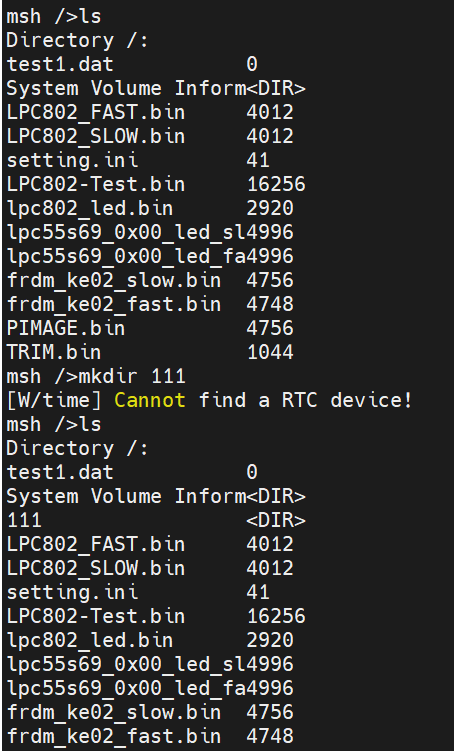 msh />ls
Directory /:
test1.dat           0
System Volume Inform<DIR>
LPC802_FAST.bin     4012
LPC802_SLOW.bin     4012
setting.ini         41
LPC802-Test.bin     16256
lpc802_led.bin      2920
lpc55s69_0x00_led_sl4996
lpc55s69_0x00_led_fa4996
frdm_ke02_slow.bin  4756
frdm_ke02_fast.bin  4748
PIMAGE.bin          4756
TRIM.bin            1044
msh />mkdir 111
[W/time] Cannot find a RTC device!
msh />ls
Directory /:
test1.dat           0
System Volume Inform<DIR>
111                 <DIR>
LPC802_FAST.bin     4012
LPC802_SLOW.bin     4012
setting.ini         41
LPC802-Test.bin     16256
lpc802_led.bin      2920
lpc55s69_0x00_led_sl4996
lpc55s69_0x00_led_fa4996
frdm_ke02_slow.bin  4756
frdm_ke02_fast.bin  4748